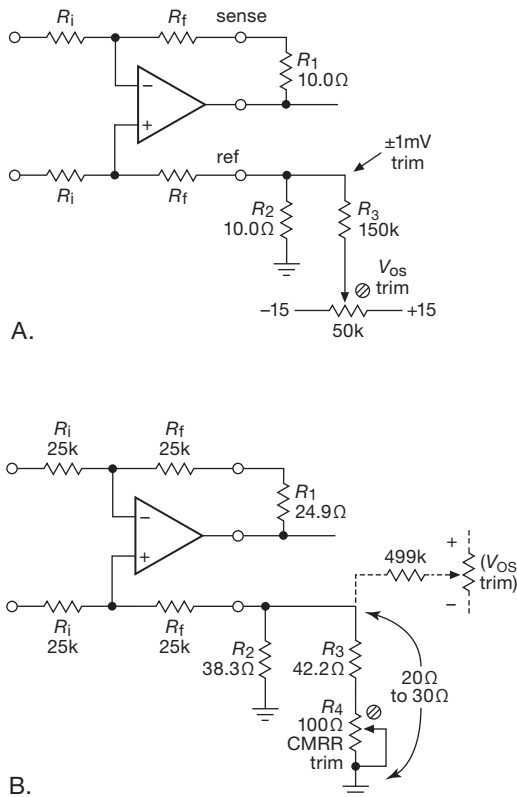 Ri
Rf
sense
R1
10.0Ω
−
+
Ri
Rf
ref
±1mV
trim
R2
10.0Ω
R3
150k
VOS
trim
−15
+15
50k
A.
Ri
25k
Rf
25k
R1
24.9Ω
−
+
499k
+
(VOS
trim)
−
Ri
25k
Rf
25k
R2
38.3Ω
R3
42.2Ω
20Ω
to 30Ω
R4
100Ω
CMRR
trim
B.